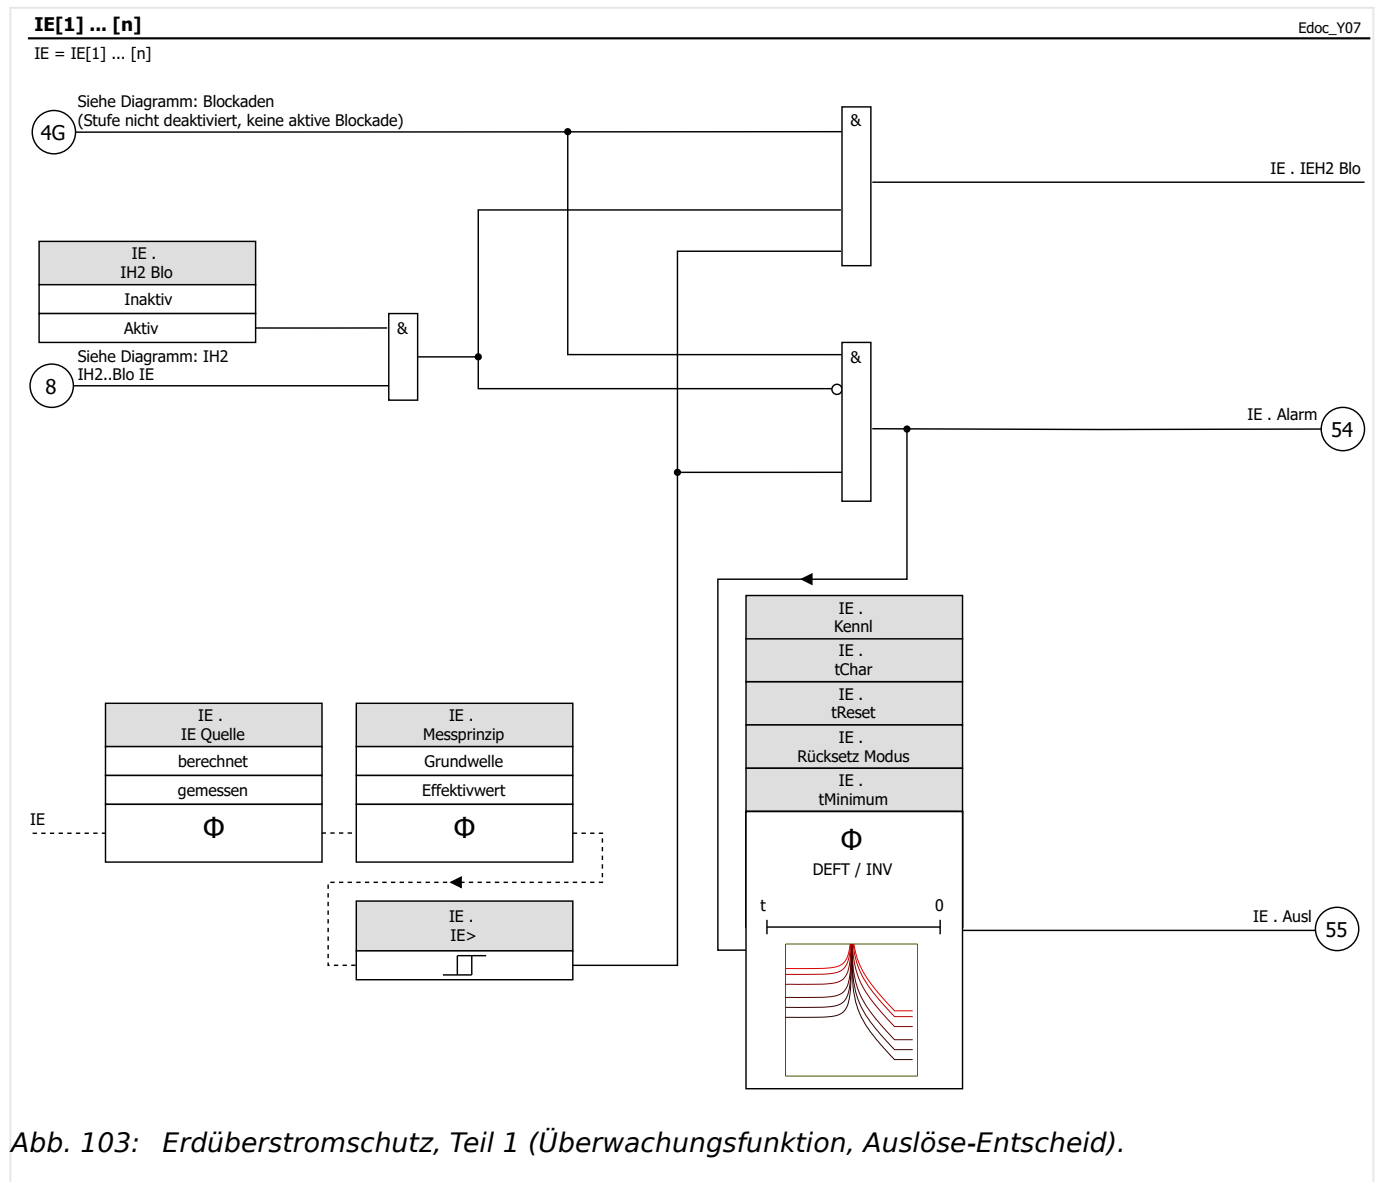 IE[1] ... [n]
Edoc_Y07
IE = IE[1] ... [n]
Siehe Diagramm: Blockaden
(Stufe nicht deaktiviert, keine aktive Blockade)
4G
&
IE . IEH2 Blo
IE .
IH2 Blo
Inaktiv
Aktiv
&
Siehe Diagramm: IH2
IH2..Blo IE
8
&
IE . Alarm
54
IE .
Kennl
IE .
tChar
IE .
tReset
IE .
Rücksetz Modus
IE .
tMinimum
Φ
DEFT / INV
t
0
IE . Ausl
55
IE
IE .
IE Quelle
berechnet
gemessen
Φ
IE .
Messprinzip
Grundwelle
Effektivwert
Φ
IE .
IE>
Abb. 103: Erdüberstromschutz, Teil 1 (Überwachungsfunktion, Auslöse-Entscheid).